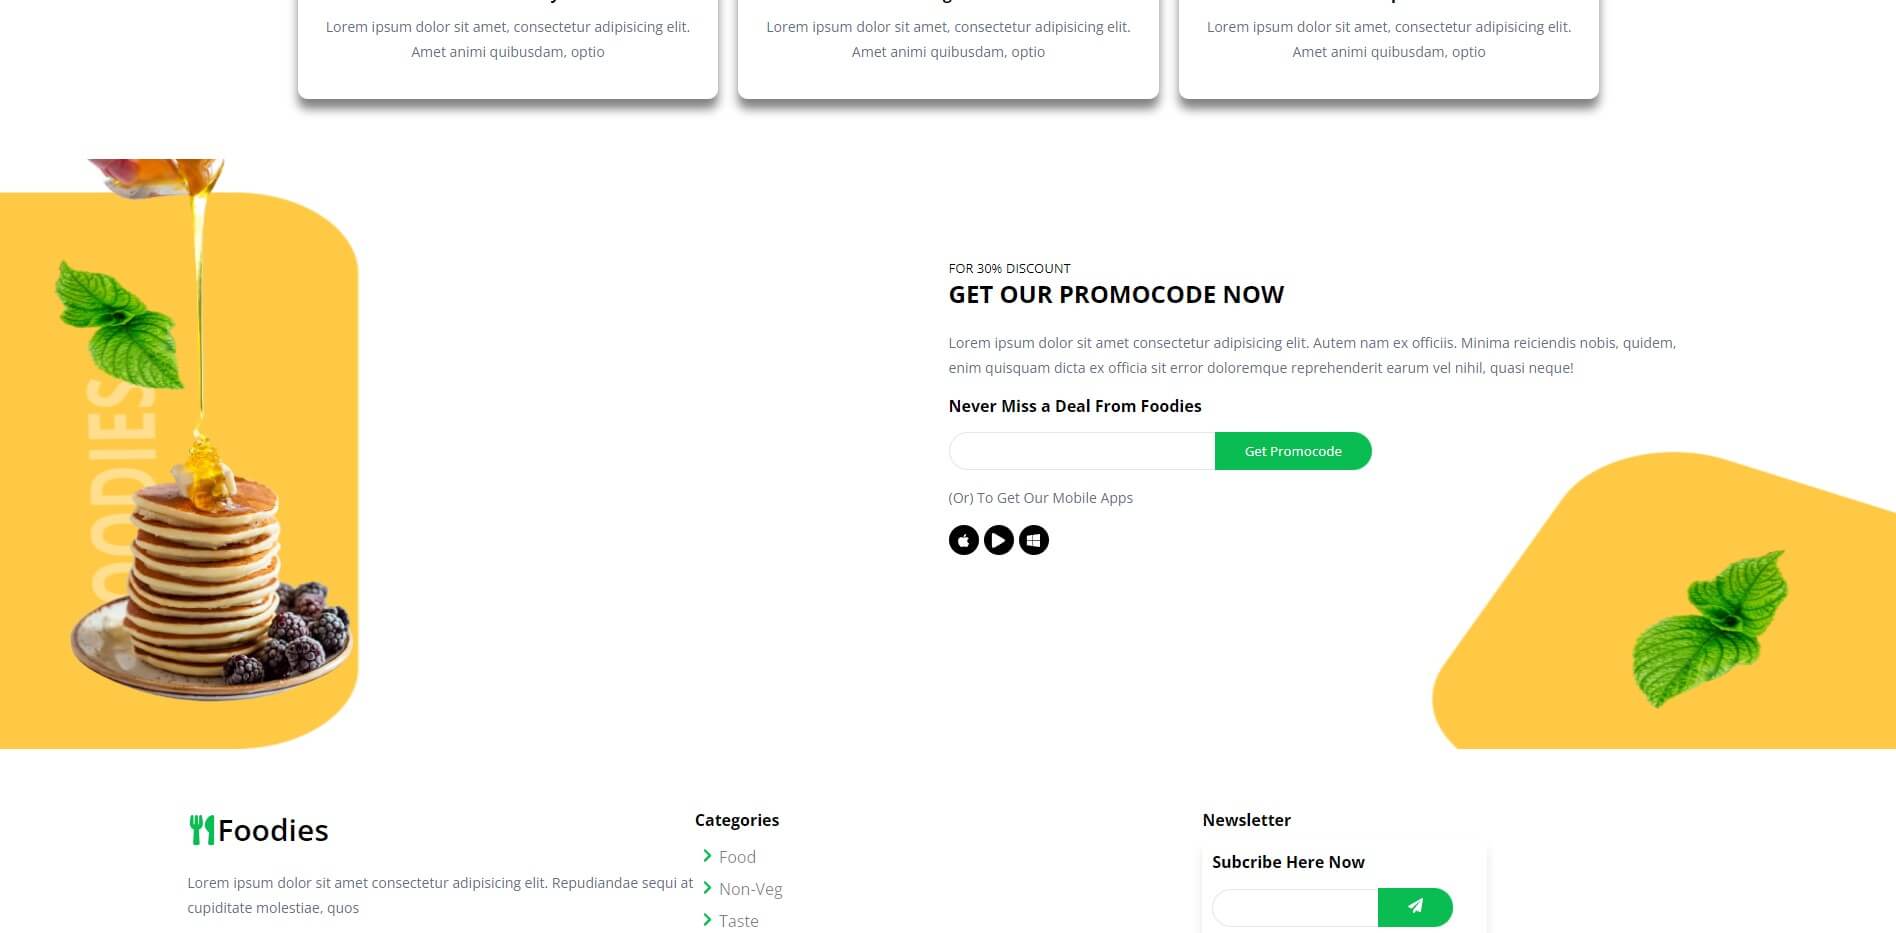 Lorem ipsum dolor sit amet, consectetur adipisicing elit.
Amet animi quibusdam, optio
Lorem ipsum dolor sit amet, consectetur adipisicing elit.
Amet animi quibusdam, optio
Lorem ipsum dolor sit amet, consectetur adipisicing elit.
Amet animi quibusdam, optio
OODIES
FOR 30% DISCOUNT
GET OUR PROMOCODE NOW
Lorem ipsum dolor sit amet consectetur adipisicing elit. Autem nam ex officiis. Minima reiciendis nobis, quidem,
enim quisquam dicta ex officia sit error doloremque reprehenderit earum vel nihil, quasi neque!
Never Miss a Deal From Foodies
Get Promocode
(Or) To Get Our Mobile Apps
Foodies
Lorem ipsum dolor sit amet consectetur adipisicing elit. Repudiandae sequi at
cupiditate molestiae, quos
Categories
Food
Non-Veg
Taste
Newsletter
Subcribe Here Now